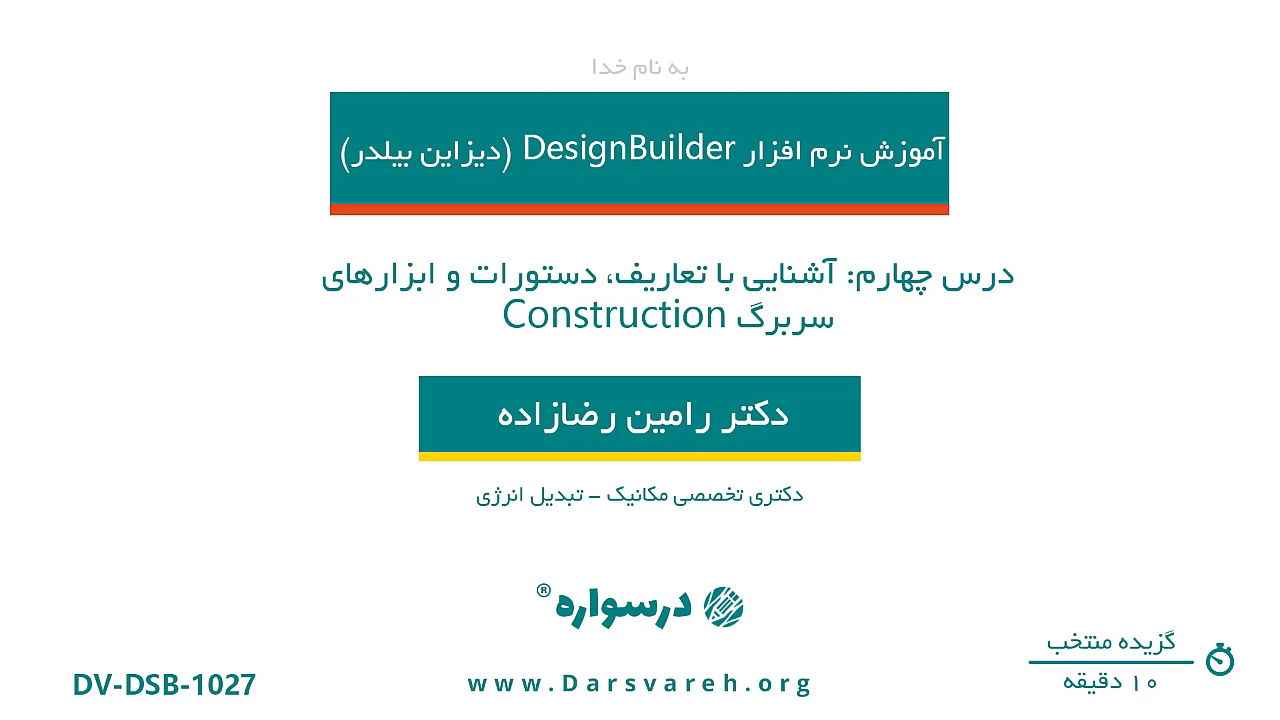 به نام خدا
آموزش نرم افزار DesignBuilder (دیزاین بیلدر)
درس چهارم: آشنایی با تعاریف، دستورات و ابزارهای
سربرگ Construction
دکتر رامین رضازاده
دکتری تخصصی مکانیک – تبدیل انرژی
درسواره®
گزیده منتخب
۱۰ دقیقه
www.Darsvareh.org
DV-DSB-1027